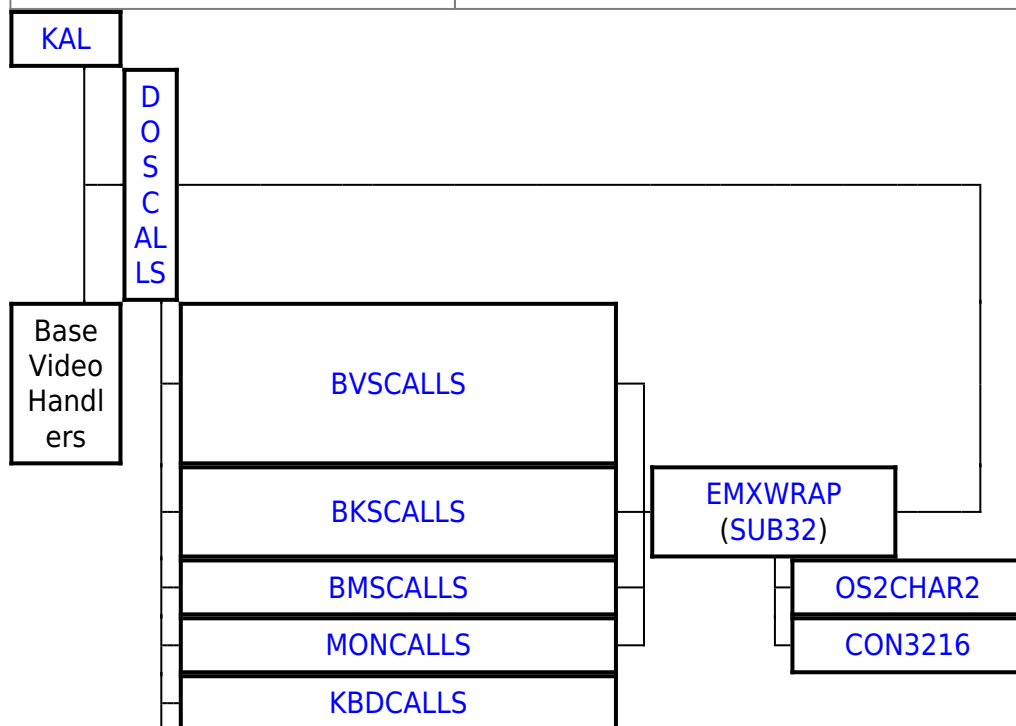 KAL
D
O
S
C
AL
LS
Base
Video
Handl
ers
BVSCALLS
BKSCALLS
EMXWRAP
(SUB32)
BMSCALLS
OS2CHAR2
MONCALLS
CON3216
KBDCALLS